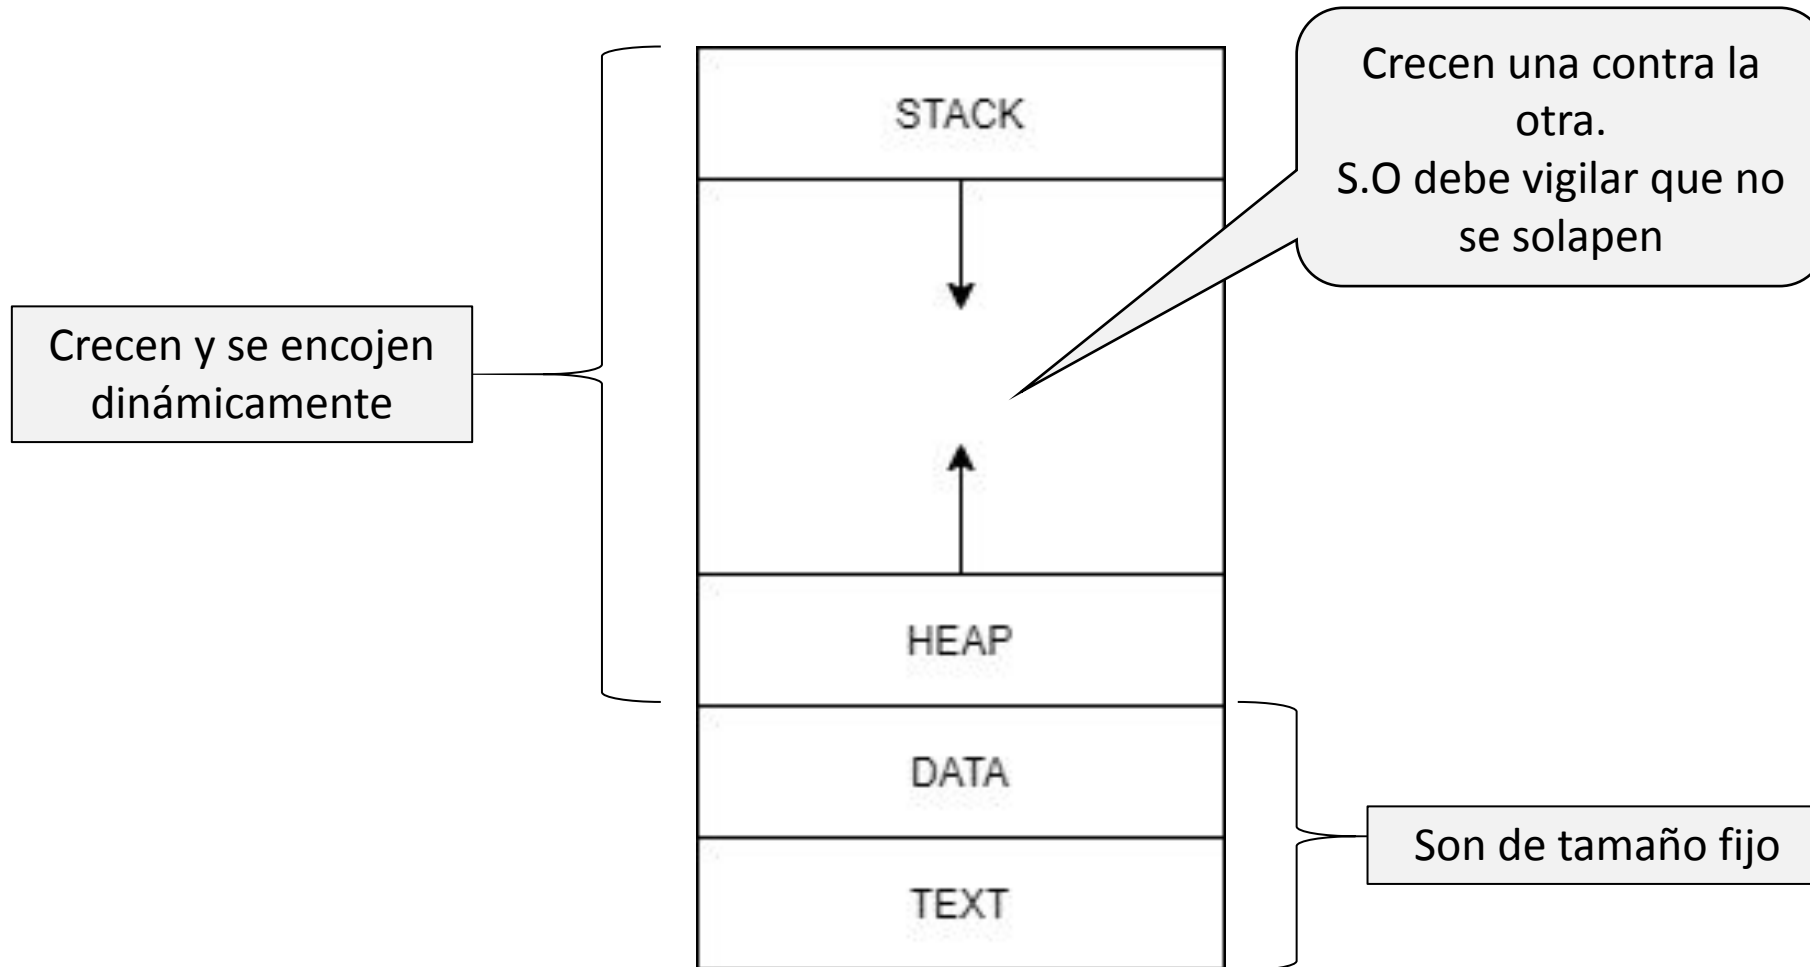 STACK
Crecen una contra la
otra.
S.O debe vigilar que no
se solapen
Crecen y se encojen
dinámicamente
HEAP
DATA
Son de tamaño fijo
TEXT